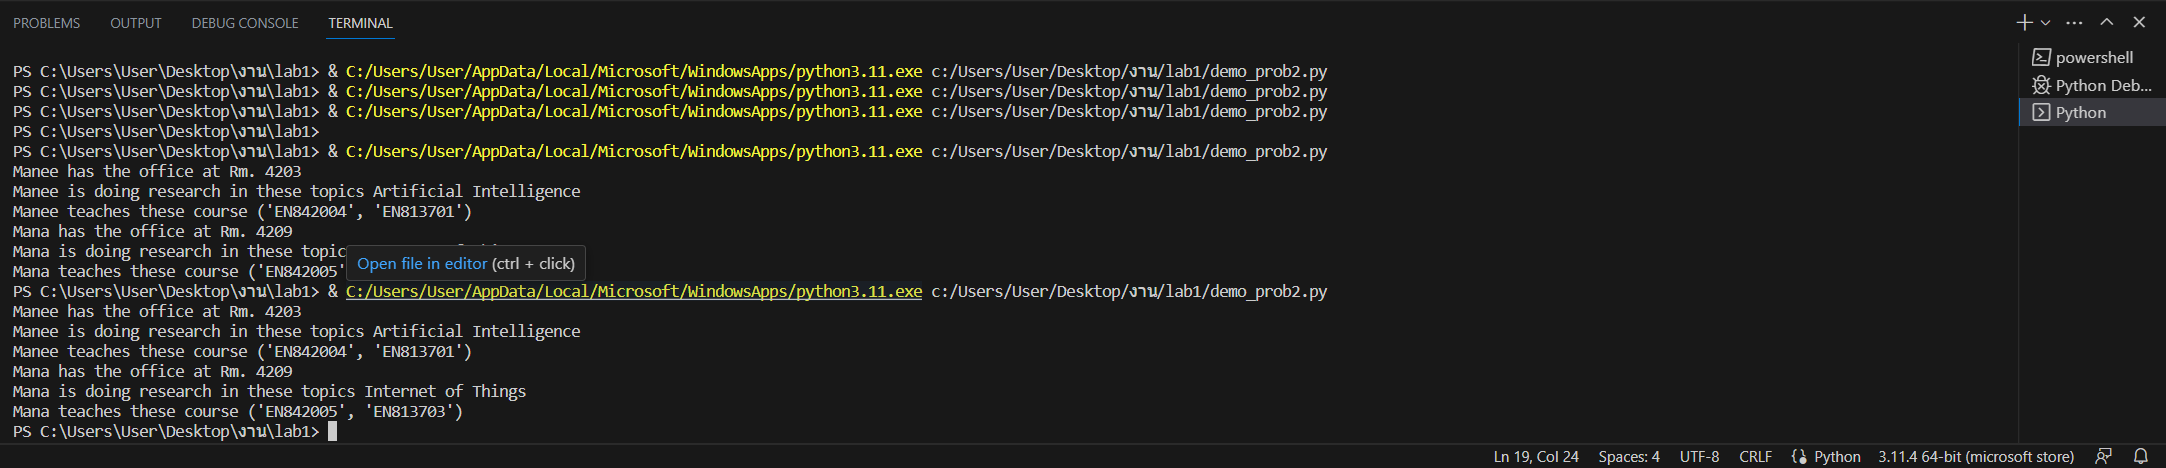 PROBLEMS OUTPUT DEBUG CONSOLE TERMINAL
PS C:\Users\User\Desktop\งาน\lab1> & C:/Users/User/AppData/Local/Microsoft/WindowsApps/python3.11.exe c:/Users/User/Desktop/งาน/lab1/demo_prob2.py
PS C:\Users\User\Desktop\งาน\lab1> & C:/Users/User/AppData/Local/Microsoft/WindowsApps/python3.11.exe c:/Users/User/Desktop/งาน/lab1/demo_prob2.py
PS C:\Users\User\Desktop\งาน\lab1> & C:/Users/User/AppData/Local/Microsoft/WindowsApps/python3.11.exe c:/Users/User/Desktop/งาน/lab1/demo_prob2.py
PS C:\Users\User\Desktop\งาน\lab1>
PS C:\Users\User\Desktop\งาน\lab1> & C:/Users/User/AppData/Local/Microsoft/WindowsApps/python3.11.exe c:/Users/User/Desktop/งาน/lab1/demo_prob2.py
Manee has the office at Rm. 4203
Manee is doing research in these topics Artificial Intelligence
Manee teaches these course ('EN842004', 'EN813701')
Mana has the office at Rm. 4209
Mana is doing research in these topic
Mana teaches these course ('EN842005'
Open file in editor (ctrl + click)
PS C:\Users\User\Desktop\งาน\lab1> & C:/Users/User/AppData/Local/Microsoft/WindowsApps/python3.11.exe c:/Users/User/Desktop/งาน/lab1/demo_prob2.py
Manee has the office at Rm. 4203
Manee is doing research in these topics Artificial Intelligence
Manee teaches these course ('EN842004', 'EN813701')
Mana has the office at Rm. 4209
Mana is doing research in these topics Internet of Things
Mana teaches these course ('EN842005', 'EN813703')
PS C:\Users\User\Desktop\งาน\lab1>
powershell
Python Deb...
Python
Ln 19, Col 24 Spaces: 4 UTF-8 CRLF Python 3.11.4 64-bit (microsoft store)